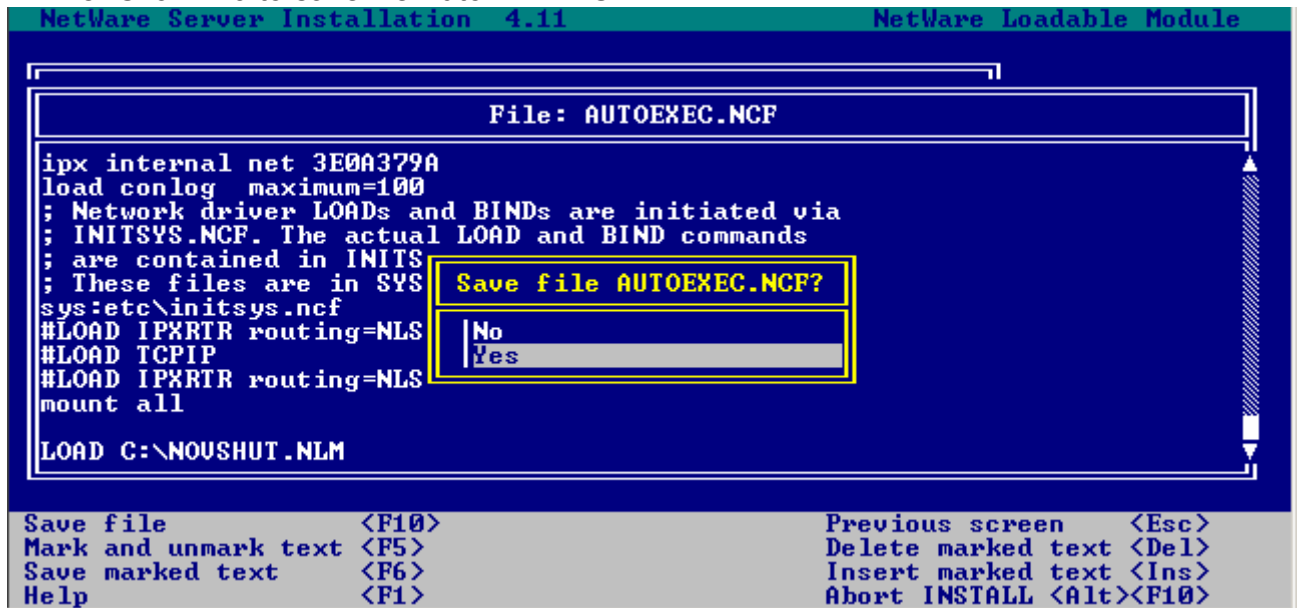 NetWare Server Installation 4.11 NetWare Loadable Module
File: AUTOEXEC.NCF
ipx internal net 3E0A379A
load conlog maximum=100
; Network driver LOADs and BINDs are initiated via
; INITSYS.NCF. The actual LOAD and BIND commands
; are contained in INITS
; These files are in SYS
Save file AUTOEXEC.NCF?
sys:etc\initsys.ncf
#LOAD IPXRTR routing=NLS
No
#LOAD TCPIP
Yes
#LOAD IPXRTR routing=NLS
mount all
LOAD C:\NOVSHUT.NLM
Save file <F10> Previous screen <Esc>
Mark and unmark text <F5> Delete marked text <Del>
Save marked text <F6> Insert marked text <Ins>
Help <F1> Abort INSTALL <Alt><F10>